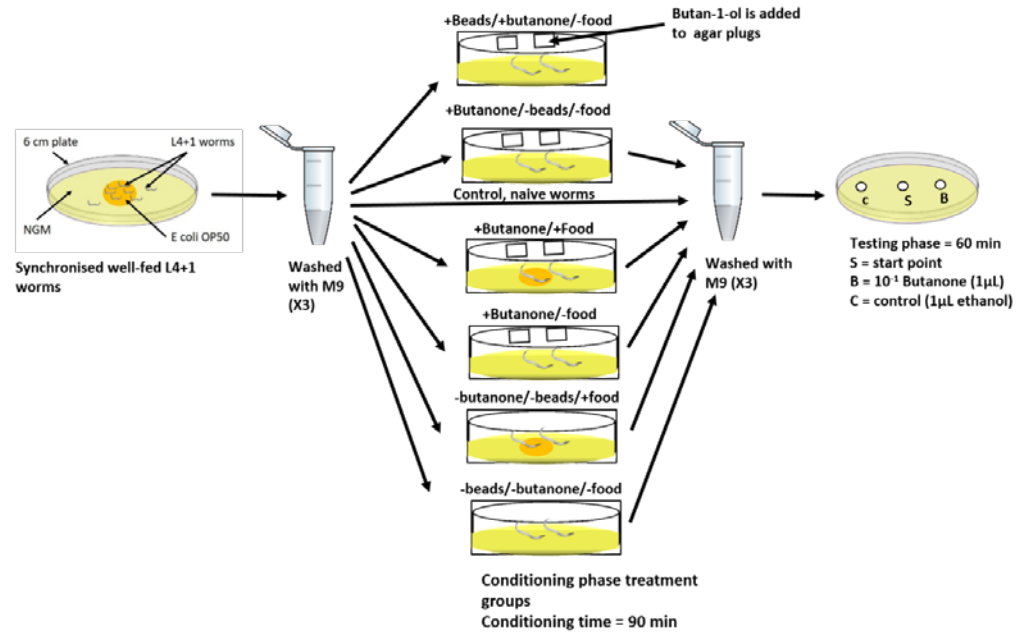 +Beads/+butanone/-food
Butan-1-ol is added
to agar plugs
6 cm plate
L4+1 worms
NGM
E coli OP50
Synchronised well-fed L4+1
worms
Washed
with M9
(X3)
+Butanone/-beads/-food
Control, naive worms
+Butanone/+Food
+Butanone/-food
-butanone/-beads/+food
-beads/-butanone/-food
Conditioning phase treatment
groups
Conditioning time = 90 min
Washed with
M9 (X3)
c
S
B
Testing phase = 60 min
S = start point
B = 10⁻¹ Butanone (1µL)
C = control (1µL ethanol)